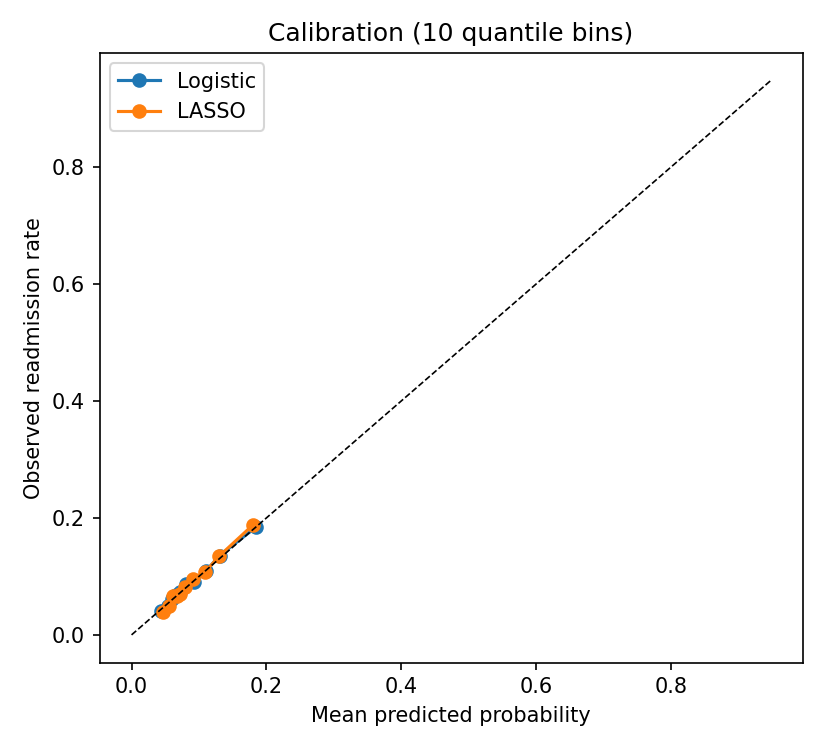 Calibration (10 quantile bins)
Logistic
LASSO
Observed readmission rate
0.8
0.6
0.4
0.2
0.0
0.0 0.2 0.4 0.6 0.8
Mean predicted probability